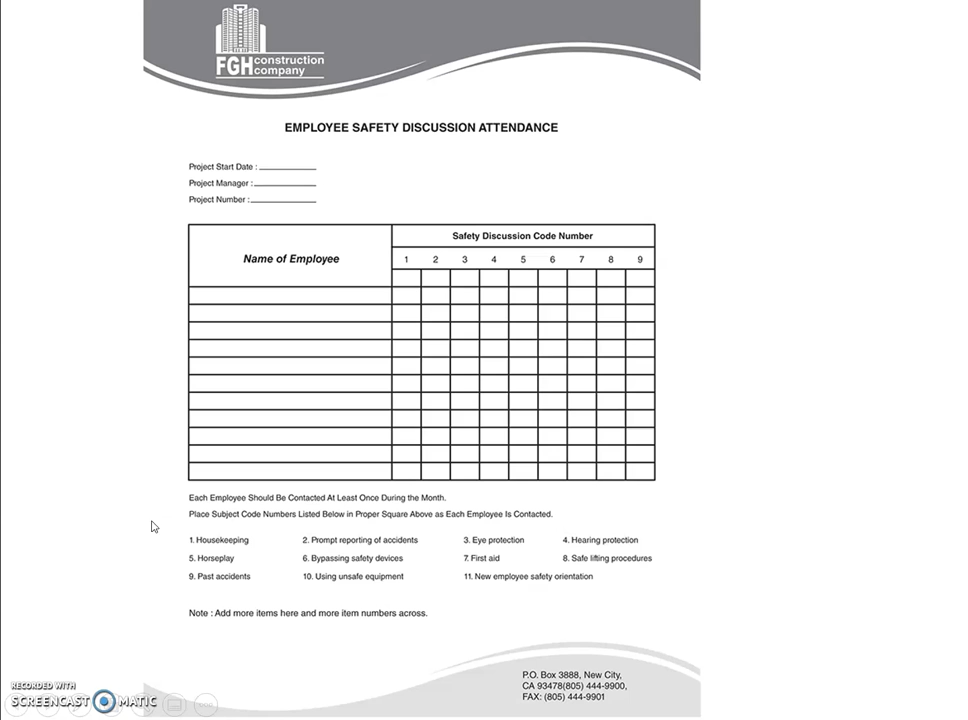 FGH construction
company
EMPLOYEE SAFETY DISCUSSION ATTENDANCE
Project Start Date :
Project Manager :
Project Number :
Name of Employee
Safety Discussion Code Number
1 2 3 4 5 6 7 8 9
Each Employee Should Be Contacted At Least Once During the Month.
Place Subject Code Numbers Listed Below in Proper Square Above as Each Employee Is Contacted.
1. Housekeeping 2. Prompt reporting of accidents 3. Eye protection 4. Hearing protection
5. Horseplay 6. Bypassing safety devices 7. First aid 8. Safe lifting procedures
9. Past accidents 10. Using unsafe equipment 11. New employee safety orientation
Note : Add more items here and more item numbers across.
P.O. Box 3888, New City,
CA 93478(805) 444-9900,
FAX: (805) 444-9901
RECORDED WITH
SCREENCAST MATIC